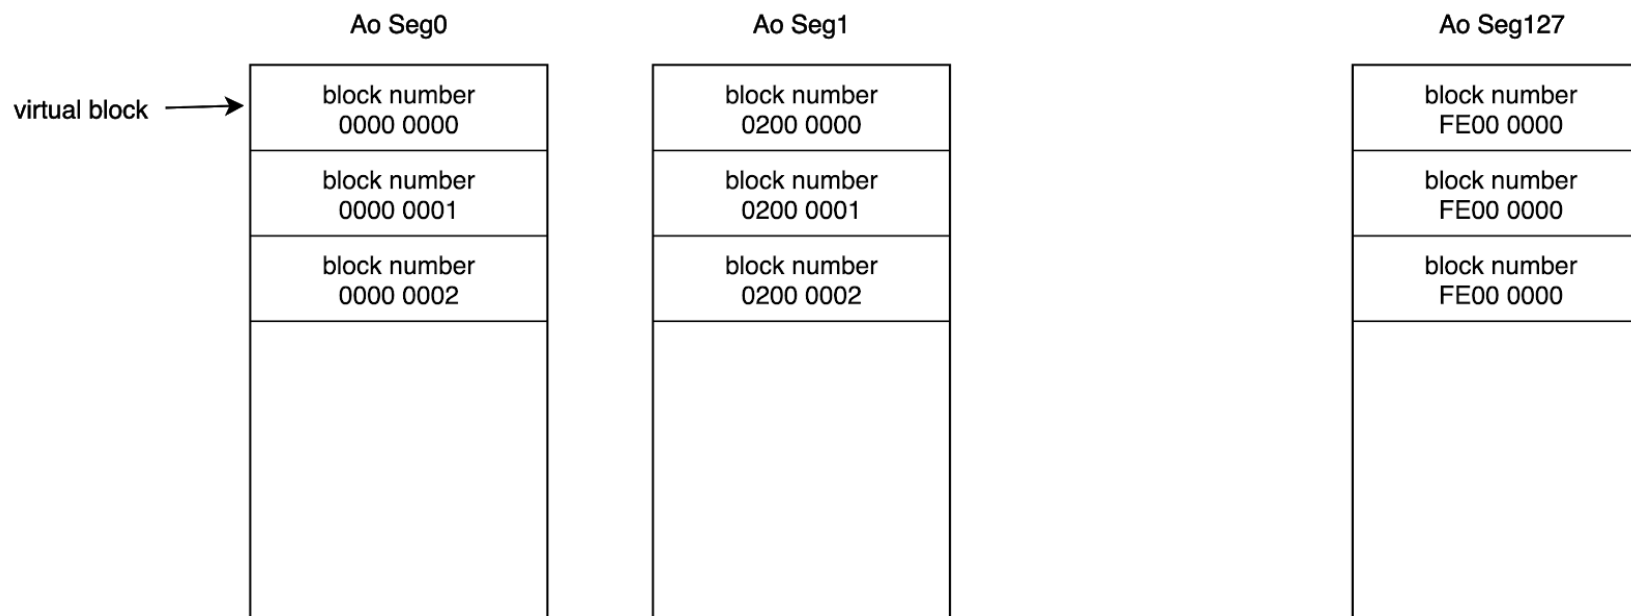 Ao Seg0
Ao Seg1
Ao Seg127
virtual block
block number
0000 0000
block number
0000 0001
block number
0000 0002
block number
0200 0000
block number
0200 0001
block number
0200 0002
block number
FE00 0000
block number
FE00 0000
block number
FE00 0000